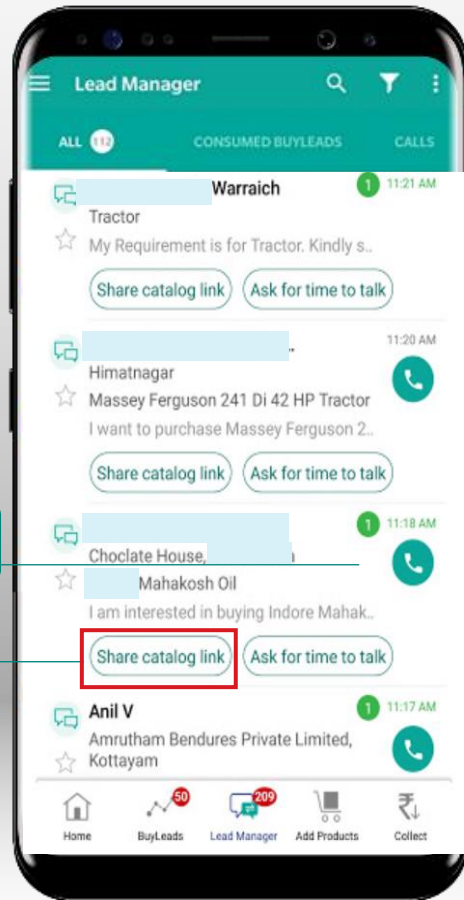 Lead Manager
ALL 112 CONSUMED BUYLEADS CALLS
Warraich 1 11:21 AM
Tractor
My Requirement is for Tractor. Kindly s..
Share catalog link Ask for time to talk
.. 11:20 AM
Himatnagar
Massey Ferguson 241 Di 42 HP Tractor
I want to purchase Massey Ferguson 2..
Share catalog link Ask for time to talk
1 11:18 AM
Choclate House,
Mahakosh Oil
I am interested in buying Indore Mahak..
Share catalog link Ask for time to talk
Anil V 1 11:17 AM
Amrutham Bendures Private Limited,
Kottayam
50 209
Home BuyLeads Lead Manager Add Products Collect